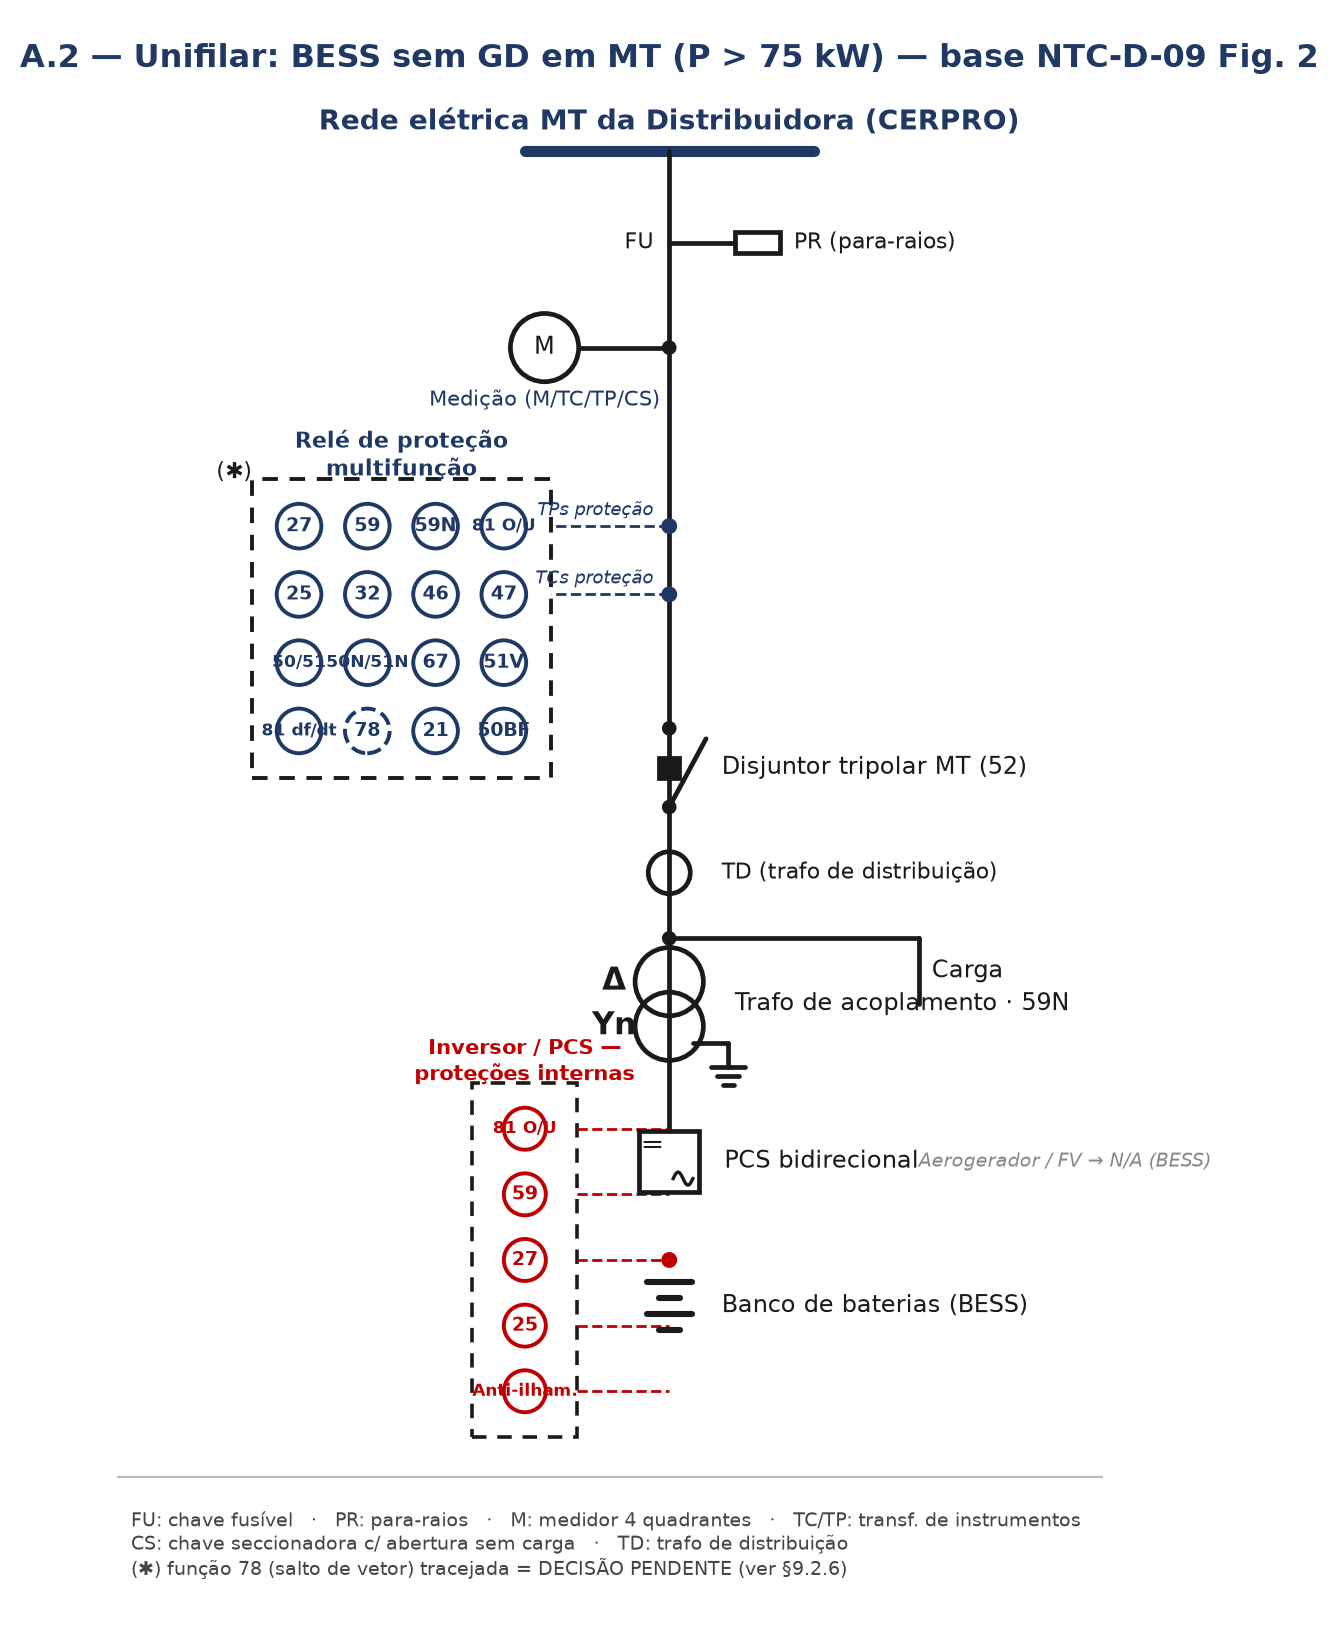 A.2 — Unifilar: BESS sem GD em MT (P > 75 kW) — base NTC-D-09 Fig. 2
Rede elétrica MT da Distribuidora (CERPRO)
FU
PR (para-raios)
M
Medição (M/TC/TP/CS)
Relé de proteção
multifunção
(✱)
27 59 59N 81 O/U
TPs proteção
25 32 46 47
TCs proteção
50/51 50N/51N 67 51V
81 df/dt 78 21 50BF
Disjuntor tripolar MT (52)
TD (trafo de distribuição)
Carga
Δ
Trafo de acoplamento · 59N
Yn
Inversor / PCS —
proteções internas
81 O/U
=
PCS bidirecional
Aerogerador / FV → N/A (BESS)
59
27
Banco de baterias (BESS)
25
Anti-ilham.
FU: chave fusível · PR: para-raios · M: medidor 4 quadrantes · TC/TP: transf. de instrumentos
CS: chave seccionadora c/ abertura sem carga · TD: trafo de distribuição
(✱) função 78 (salto de vetor) tracejada = DECISÃO PENDENTE (ver §9.2.6)